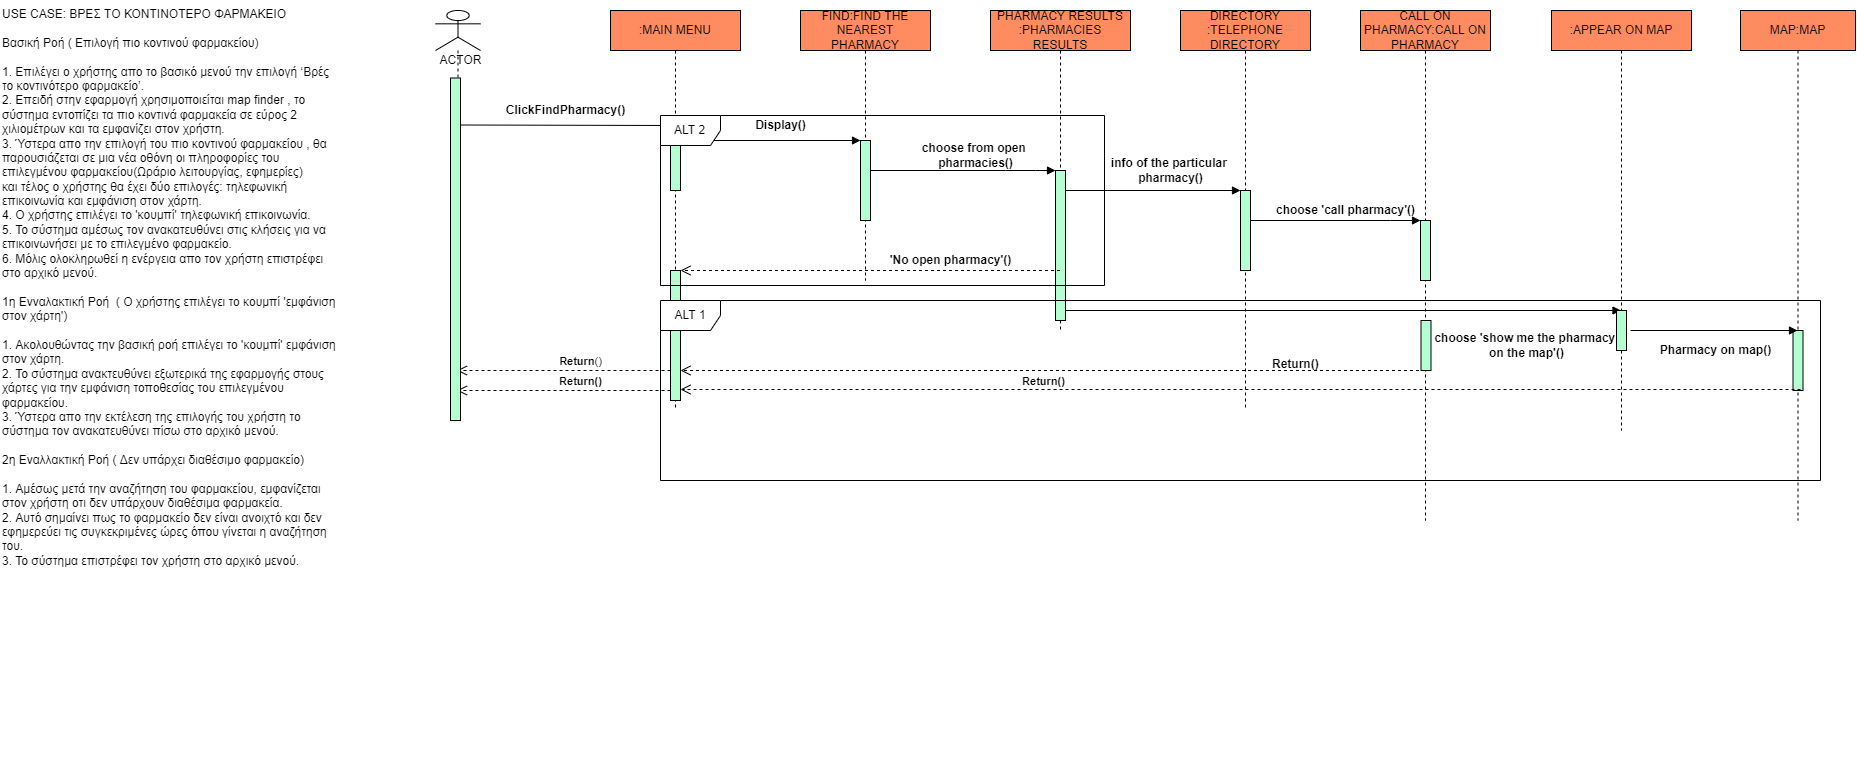 USE CASE: ΒΡΕΣ ΤΟ ΚΟΝΤΙΝΟΤΕΡΟ ΦΑΡΜΑΚΕΙΟ
Βασική Ροή ( Επιλογή πιο κοντινού φαρμακείου)
1. Επιλέγει ο χρήστης απο το βασικό μενού την επιλογή ‘Βρές
το κοντινότερο φαρμακείο’.
2. Επειδή στην εφαρμογή χρησιμοποιείται map finder , το
σύστημα εντοπίζει τα πιο κοντινά φαρμακεία σε εύρος 2
χιλιομέτρων και τα εμφανίζει στον χρήστη.
3. Ύστερα απο την επιλογή του πιο κοντινού φαρμακείου , θα
παρουσιάζεται σε μια νέα οθόνη οι πληροφορίες του
επιλεγμένου φαρμακείου(Ωράριο λειτουργίας, εφημερίες)
και τέλος ο χρήστης θα έχει δύο επιλογές: τηλεφωνική
επικοινωνία και εμφάνιση στον χάρτη.
4. Ο χρήστης επιλέγει το 'κουμπί' τηλεφωνική επικοινωνία.
5. Το σύστημα αμέσως τον ανακατευθύνει στις κλήσεις για να
επικοινωνήσει με το επιλεγμένο φαρμακείο.
6. Μόλις ολοκληρωθεί η ενέργεια απο τον χρήστη επιστρέφει
στο αρχικό μενού.
1η Ενναλακτική Ροή  ( Ο χρήστης επιλέγει το κουμπί 'εμφάνιση
στον χάρτη')
1. Ακολουθώντας την βασική ροή επιλέγει το 'κουμπί' εμφάνιση
στον χάρτη.
2. Το σύστημα ανακτευθύνει εξωτερικά της εφαρμογής στους
χάρτες για την εμφάνιση τοποθεσίας του επιλεγμένου
φαρμακείου.
3. Ύστερα απο την εκτέλεση της επιλογής του χρήστη το
σύστημα τον ανακατευθύνει πίσω στο αρχικό μενού.
2η Εναλλακτική Ροή ( Δεν υπάρχει διαθέσιμο φαρμακείο)
1. Αμέσως μετά την αναζήτηση του φαρμακείου, εμφανίζεται
στον χρήστη οτι δεν υπάρχουν διαθέσιμα φαρμακεία.
2. Αυτό σημαίνει πως το φαρμακείο δεν είναι ανοιχτό και δεν
εφημερεύει τις συγκεκριμένες ώρες όπου γίνεται η αναζήτηση
του.
3. Το σύστημα επιστρέφει τον χρήστη στο αρχικό μενού.
ACTOR
:MAIN MENU
FIND:FIND THE
NEAREST
PHARMACY
PHARMACY RESULTS
:PHARMACIES
RESULTS
DIRECTORY
:TELEPHONE
DIRECTORY
CALL ON
PHARMACY:CALL ON
PHARMACY
:APPEAR ON MAP
MAP:MAP
ClickFindPharmacy()
ALT 2
Display()
choose from open
pharmacies()
info of the particular
pharmacy()
choose 'call pharmacy'()
'No open pharmacy'()
ALT 1
choose 'show me the pharmacy
on the map'()
Pharmacy on map()
Return()
Return()
Return()
Return()